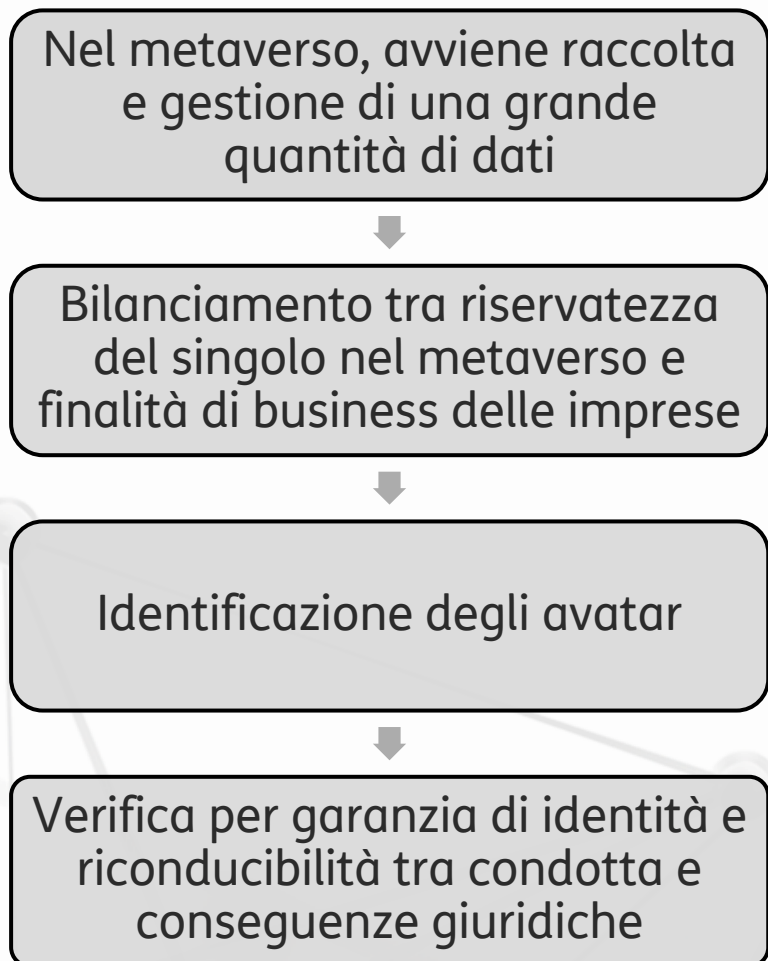 Nel metaverso, avviene raccolta
e gestione di una grande
quantità di dati
Bilanciamento tra riservatezza
del singolo nel metaverso e
finalità di business delle imprese
Identificazione degli avatar
Verifica per garanzia di identità e
riconducibilità tra condotta e
conseguenze giuridiche